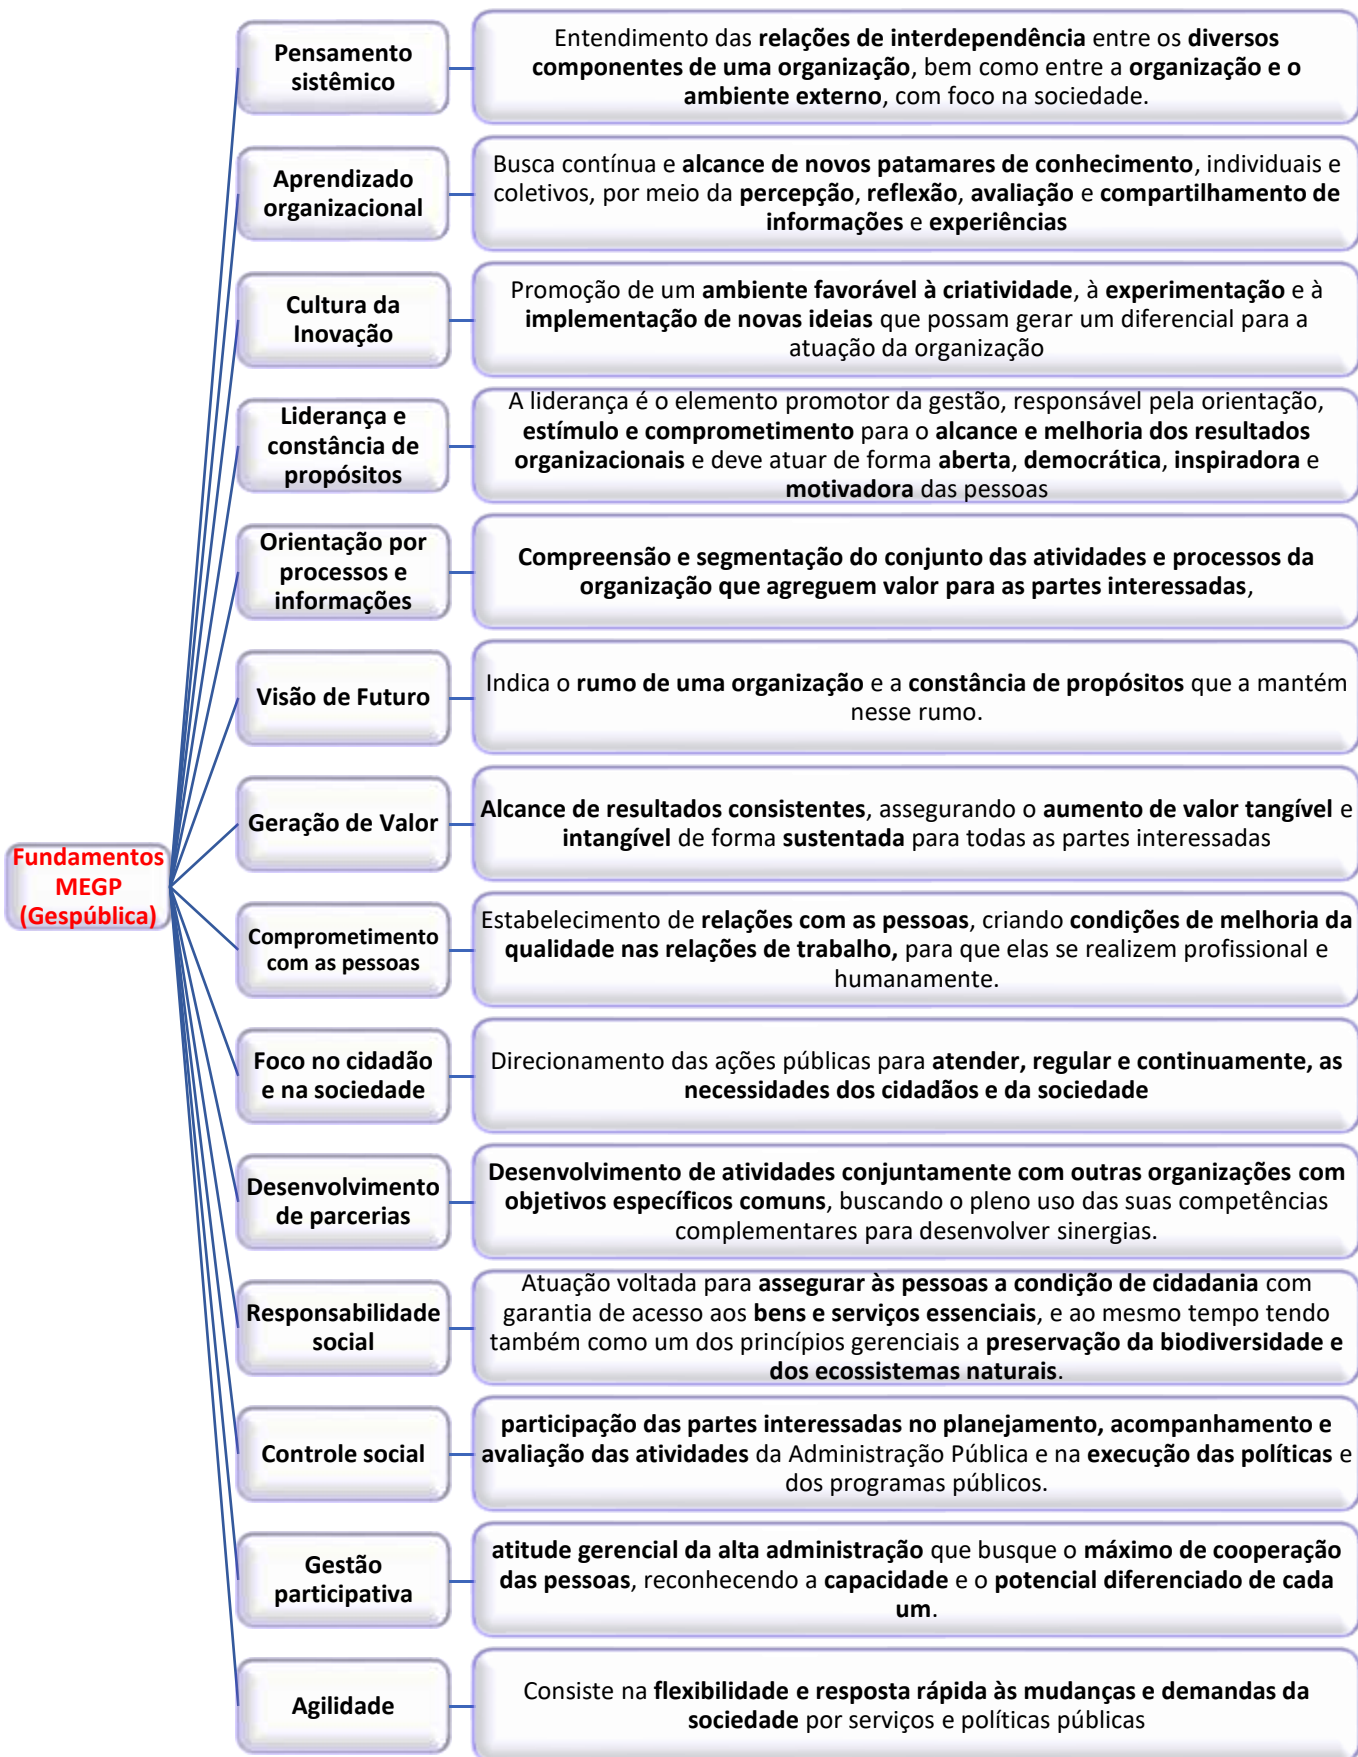 Fundamentos
MEGP
(Gespública)
Pensamento
sistêmico
Entendimento das relações de interdependência entre os diversos
componentes de uma organização, bem como entre a organização e o
ambiente externo, com foco na sociedade.
Aprendizado
organizacional
Busca contínua e alcance de novos patamares de conhecimento, individuais e
coletivos, por meio da percepção, reflexão, avaliação e compartilhamento de
informações e experiências
Cultura da
Inovação
Promoção de um ambiente favorável à criatividade, à experimentação e à
implementação de novas ideias que possam gerar um diferencial para a
atuação da organização
Liderança e
constância de
propósitos
A liderança é o elemento promotor da gestão, responsável pela orientação,
estímulo e comprometimento para o alcance e melhoria dos resultados
organizacionais e deve atuar de forma aberta, democrática, inspiradora e
motivadora das pessoas
Orientação por
processos e
informações
Compreensão e segmentação do conjunto das atividades e processos da
organização que agreguem valor para as partes interessadas,
Visão de Futuro
Indica o rumo de uma organização e a constância de propósitos que a mantém
nesse rumo.
Geração de Valor
Alcance de resultados consistentes, assegurando o aumento de valor tangível e
intangível de forma sustentada para todas as partes interessadas
Comprometimento
com as pessoas
Estabelecimento de relações com as pessoas, criando condições de melhoria da
qualidade nas relações de trabalho, para que elas se realizem profissional e
humanamente.
Foco no cidadão
e na sociedade
Direcionamento das ações públicas para atender, regular e continuamente, as
necessidades dos cidadãos e da sociedade
Desenvolvimento
de parcerias
Desenvolvimento de atividades conjuntamente com outras organizações com
objetivos específicos comuns, buscando o pleno uso das suas competências
complementares para desenvolver sinergias.
Responsabilidade
social
Atuação voltada para assegurar às pessoas a condição de cidadania com
garantia de acesso aos bens e serviços essenciais, e ao mesmo tempo tendo
também como um dos princípios gerenciais a preservação da biodiversidade e
dos ecossistemas naturais.
Controle social
participação das partes interessadas no planejamento, acompanhamento e
avaliação das atividades da Administração Pública e na execução das políticas e
dos programas públicos.
Gestão
participativa
atitude gerencial da alta administração que busque o máximo de cooperação
das pessoas, reconhecendo a capacidade e o potencial diferenciado de cada
um.
Agilidade
Consiste na flexibilidade e resposta rápida às mudanças e demandas da
sociedade por serviços e políticas públicas